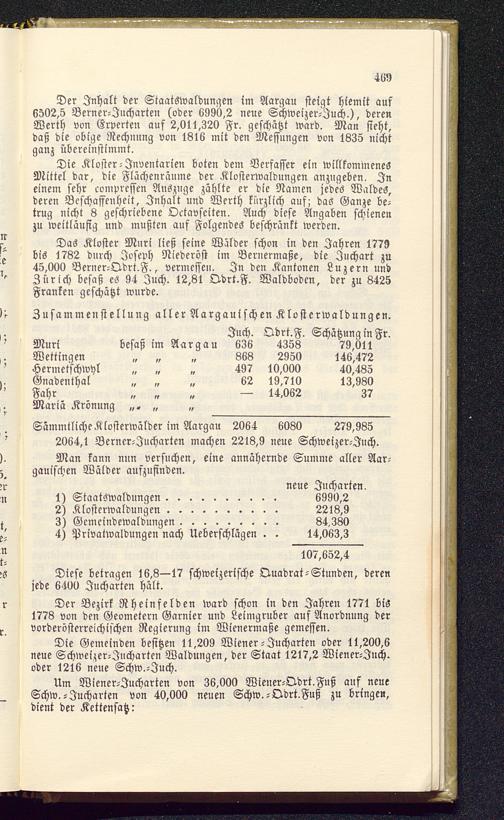 469
Der Inhalt der Staatswaldungen im Aargau steigt hiemit auf
6502,5 Berner-Jucharten (oder 6990,2 neue Schweizer-Juch.), deren
Werth von Experten auf 2,011,320 Fr. geschätzt ward. Man sieht,
daß die obige Rechnung von 1816 mit den Messungen von 1835 nicht
ganz übereinstimmt.
Die Kloster-Inventarien boten dem Verfasser ein willkommenes
Mittel dar, die Flächenräume der Klosterwaldungen anzugeben. In
einem sehr compressen Auszuge zählte er die Namen jedes Waldes,
deren Beschaffenheit, Inhalt und Werth kürzlich auf; das Ganze be-
trug nicht 8 geschriebene Octavseiten. Auch diese Angaben schienen
zu weitläufig und mußten auf Folgendes beschränkt werden.
Das Kloster Muri ließ seine Wälder schon in den Jahren 1779
bis 1782 durch Joseph Niederöst im Bernermaße, die Juchart zu
45,000 Berner-Qdrt.F., vermessen. In den Kantonen Luzern und
Zürich besaß es 94 Juch. 12,81 Qdrt.F. Waldboden, der zu 8425
Franken geschätzt wurde.
Zusammenstellung aller Aargauischen Klosterwaldungen.
Juch. Qdrt.F. Schätzung in Fr.
Muri besaß im Aargau 636 4358 79,011
Wettingen „ „ „ 868 2950 146,472
Hermetschwyl „ „ „ 497 10,000 40,485
Gnadenthal „ „ „ 62 19,710 13,980
Fahr „ „ „ — 14,062 37
Mariä Krönung „ „ „
Sämmtliche Klosterwälder im Aargau 2064 6080 279,985
2064,1 Berner-Jucharten machen 2218,9 neue Schweizer-Juch.
Man kann nun versuchen, eine annähernde Summe aller Aar-
gauischen Wälder aufzufinden.
neue Jucharten.
1) Staatswaldungen . . . . . . . . . . 6990,2
2) Klosterwaldungen . . . . . . . . . 2218,9
3) Gemeindewaldungen . . . . . . . . . 84,380
4) Privatwaldungen nach Ueberschlägen . . 14,063,3
107,652,4
Diese betragen 16,8—17 schweizerische Quadrat-Stunden, deren
jede 6400 Jucharten hält.
Der Bezirk Rheinfelden ward schon in den Jahren 1771 bis
1778 von den Geometern Garnier und Leimgruber auf Anordnung der
vorderösterreichischen Regierung im Wienermaße gemessen.
Die Gemeinden besitzen 11,209 Wiener-Jucharten oder 11,200,6
neue Schweizer-Jucharten Waldungen, der Staat 1217,2 Wiener-Juch.
oder 1216 neue Schw.-Juch.
Um Wiener-Jucharten von 36,000 Wiener-Qdrt.Fuß auf neue
Schw.-Jucharten von 40,000 neuen Schw.-Qdrt.Fuß zu bringen,
dient der Kettensatz: